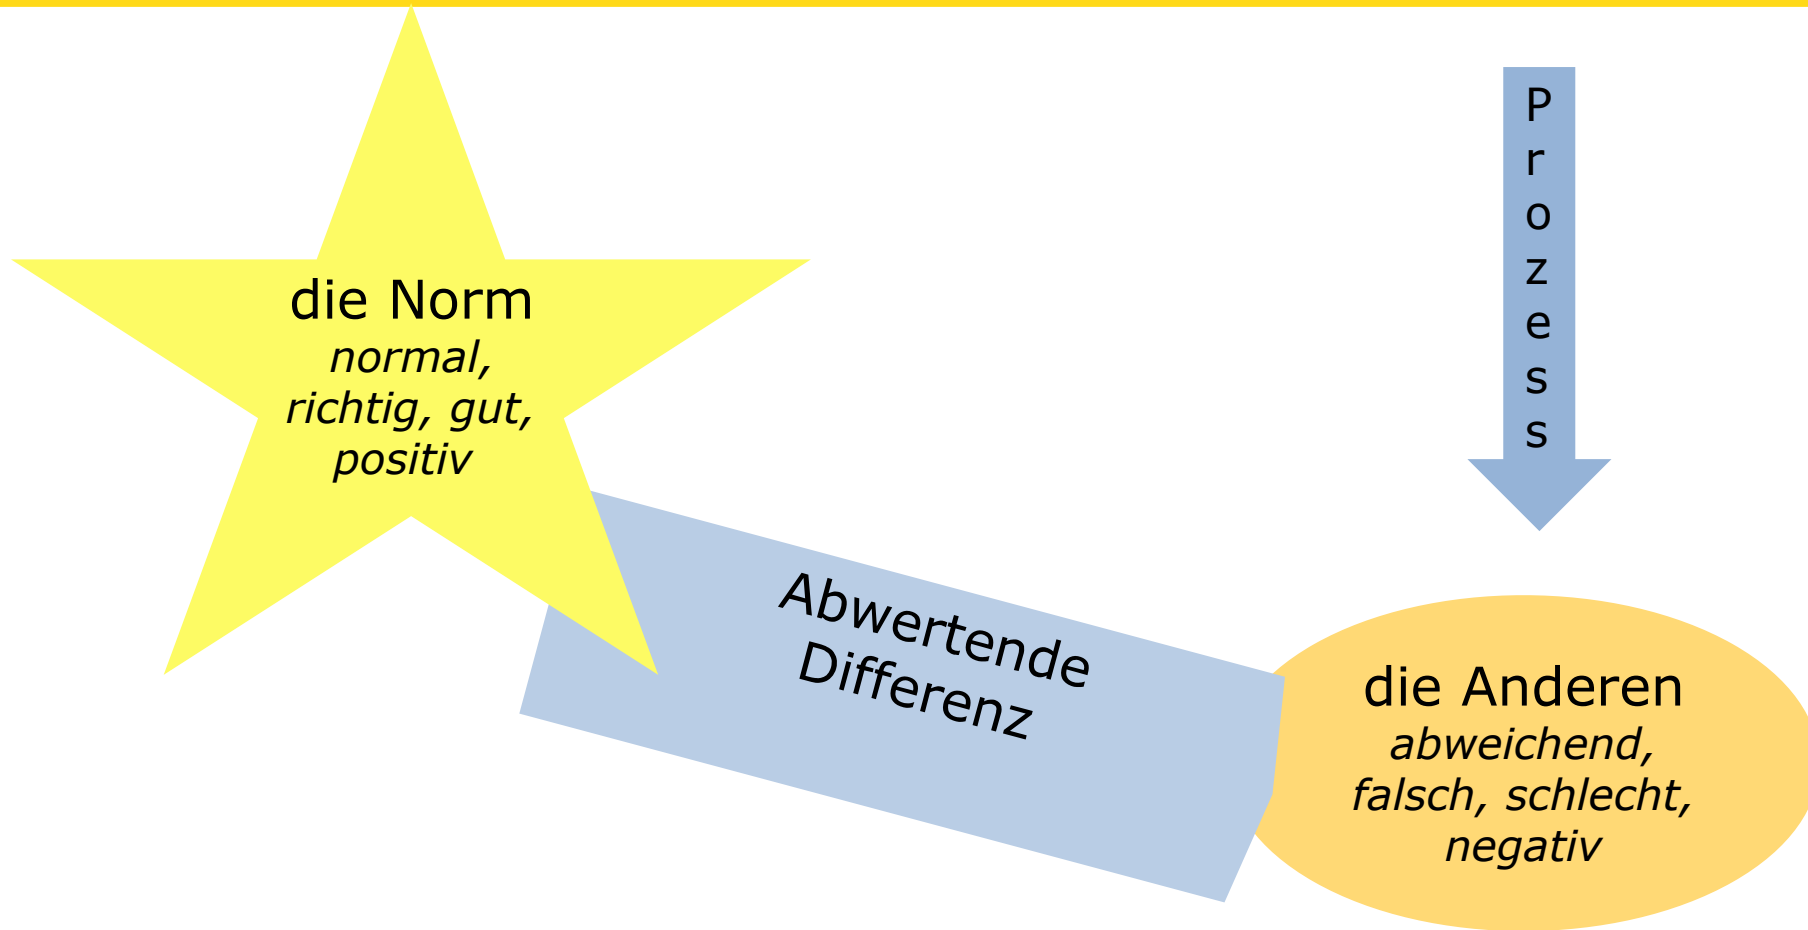 die Norm
normal,
richtig, gut,
positiv
P
r
o
z
e
s
s
Abwertende
Differenz
die Anderen
abweichend,
falsch, schlecht,
negativ